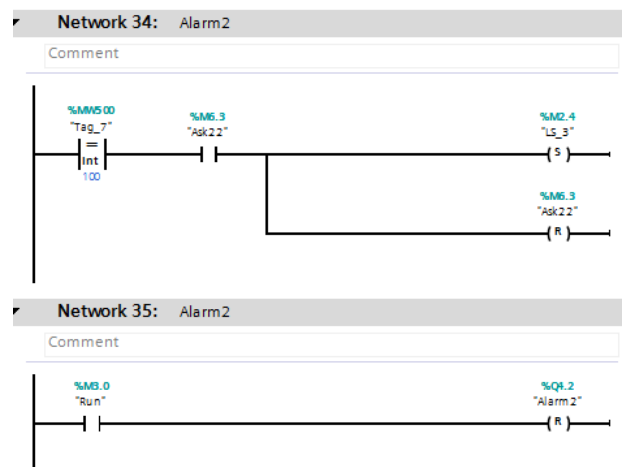 Network 34: Alarm2
Comment
%MW500
"Tag_7"
=
Int
100
%M6.3
"Ask22"
%M2.4
"LS_3"
S
%M6.3
"Ask22"
R
Network 35: Alarm2
Comment
%M3.0
"Run"
%Q4.2
"Alarm2"
R